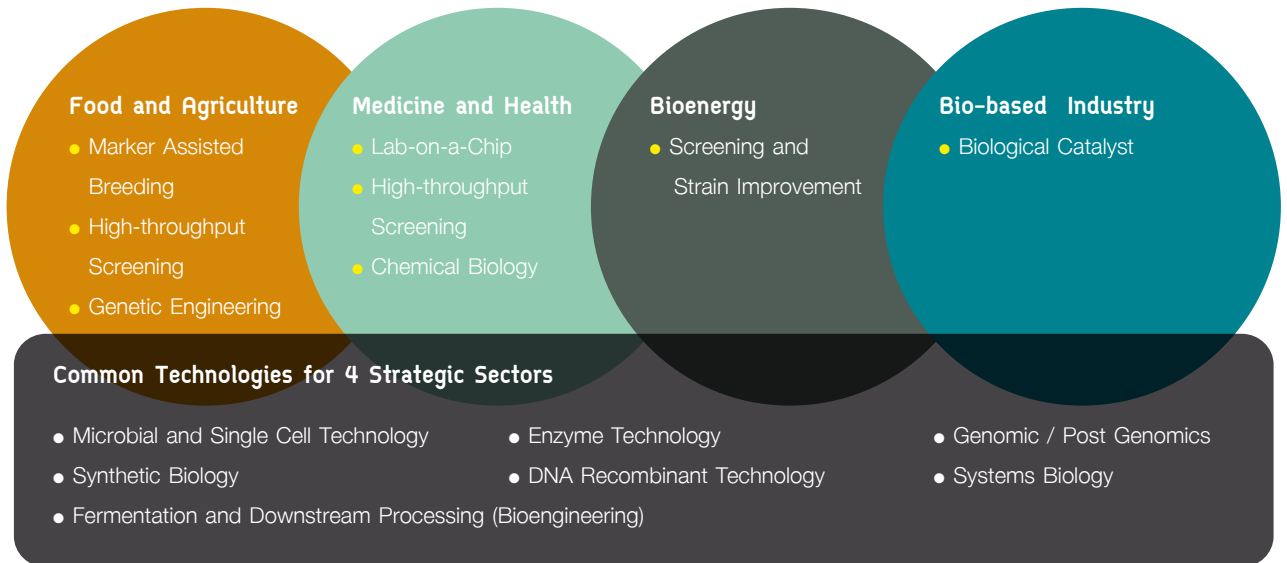 Food and Agriculture
● Marker Assisted
Breeding
● High-throughput
Screening
● Genetic Engineering
Medicine and Health
● Lab-on-a-Chip
● High-throughput
Screening
● Chemical Biology
Bioenergy
● Screening and
Strain Improvement
Bio-based Industry
● Biological Catalyst
Common Technologies for 4 Strategic Sectors
● Microbial and Single Cell Technology
● Synthetic Biology
● Fermentation and Downstream Processing (Bioengineering)
● Enzyme Technology
● DNA Recombinant Technology
● Genomic / Post Genomics
● Systems Biology